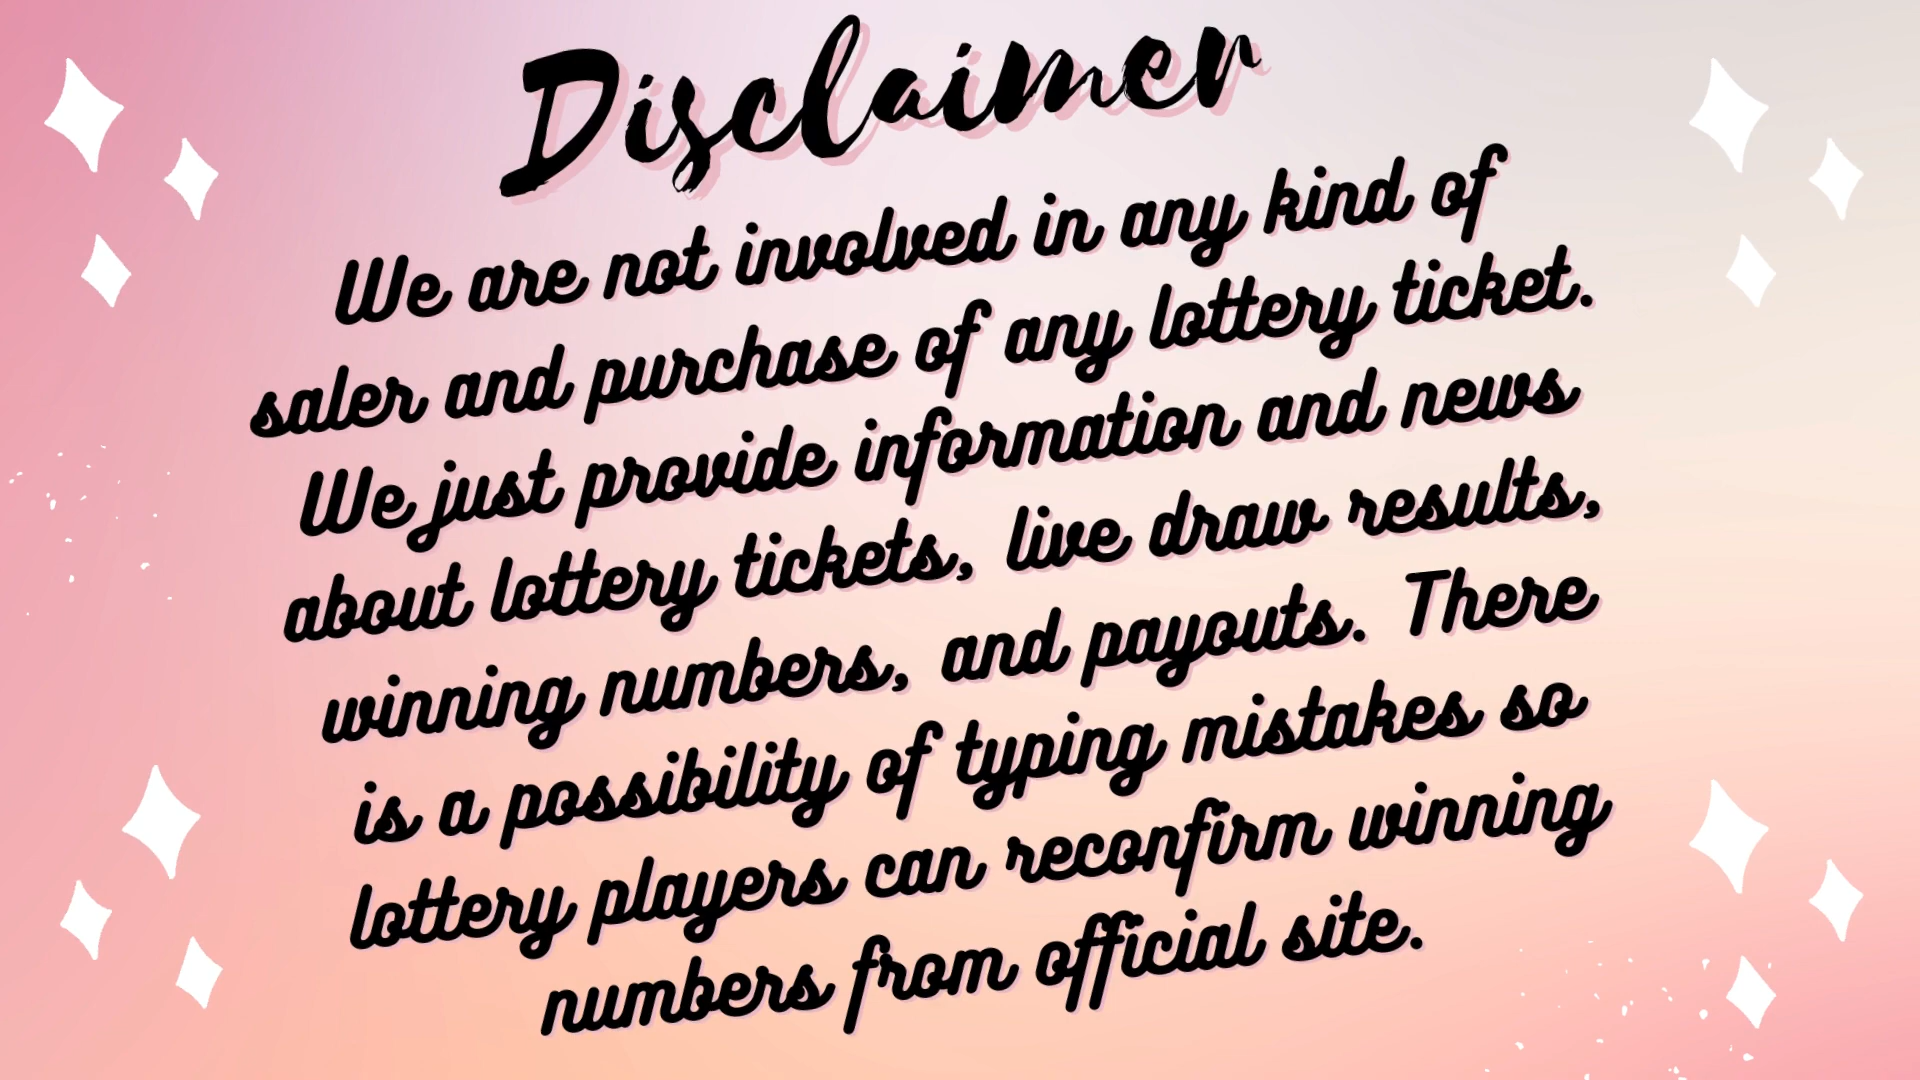 Disclaimer
We are not involved in any kind of
saler and purchase of any lottery ticket.
We just provide information and news
about lottery tickets, live draw results,
winning numbers, and payouts. There
is a possibility of typing mistakes so
lottery players can reconfirm winning
numbers from official site.